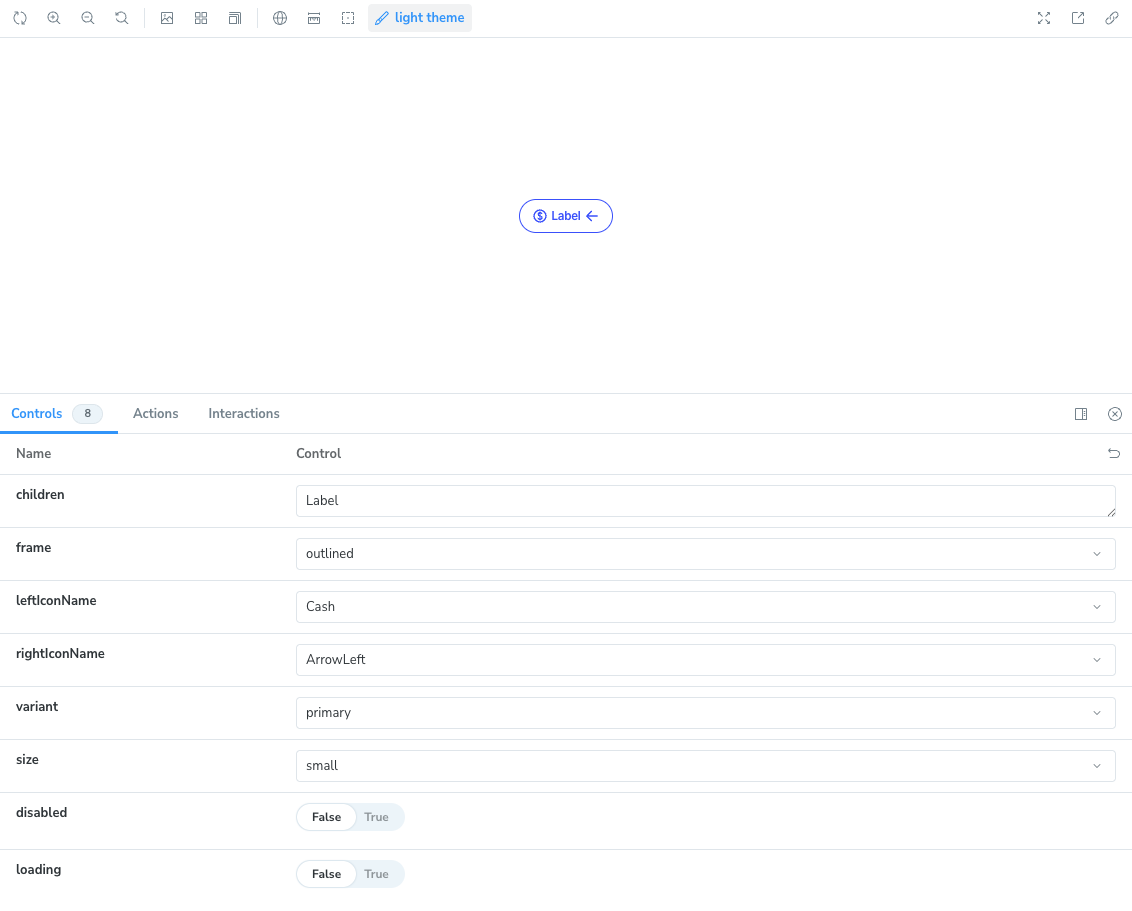 light theme
$ Label
Controls 8 Actions Interactions
Name Control
children Label
frame outlined
leftIconName Cash
rightIconName ArrowLeft
variant primary
size small
disabled False True
loading False True